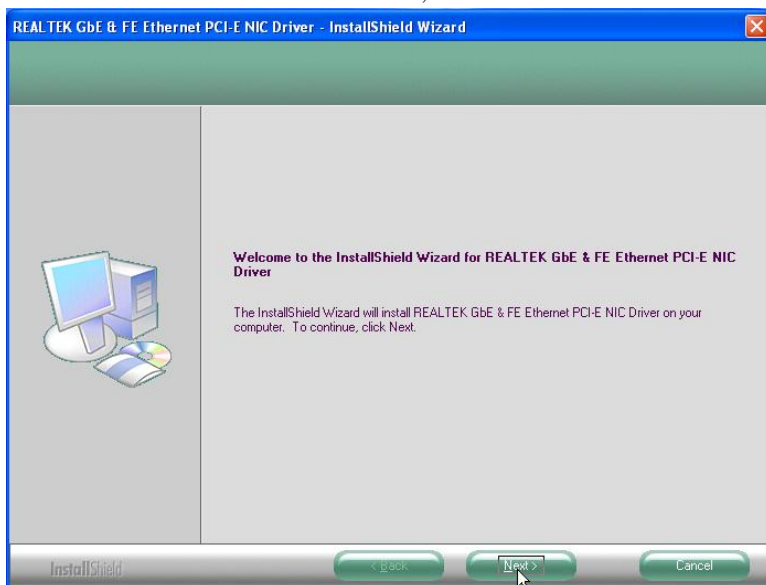 REALTEK GbE & FE Ethernet PCI-E NIC Driver - InstallShield Wizard
Welcome to the InstallShield Wizard for REALTEK GbE & FE Ethernet PCI-E NIC
Driver
The InstallShield Wizard will install REALTEK GbE & FE Ethernet PCI-E NIC Driver on your
computer. To continue, click Next.
InstallShield
< Back
Next >
Cancel